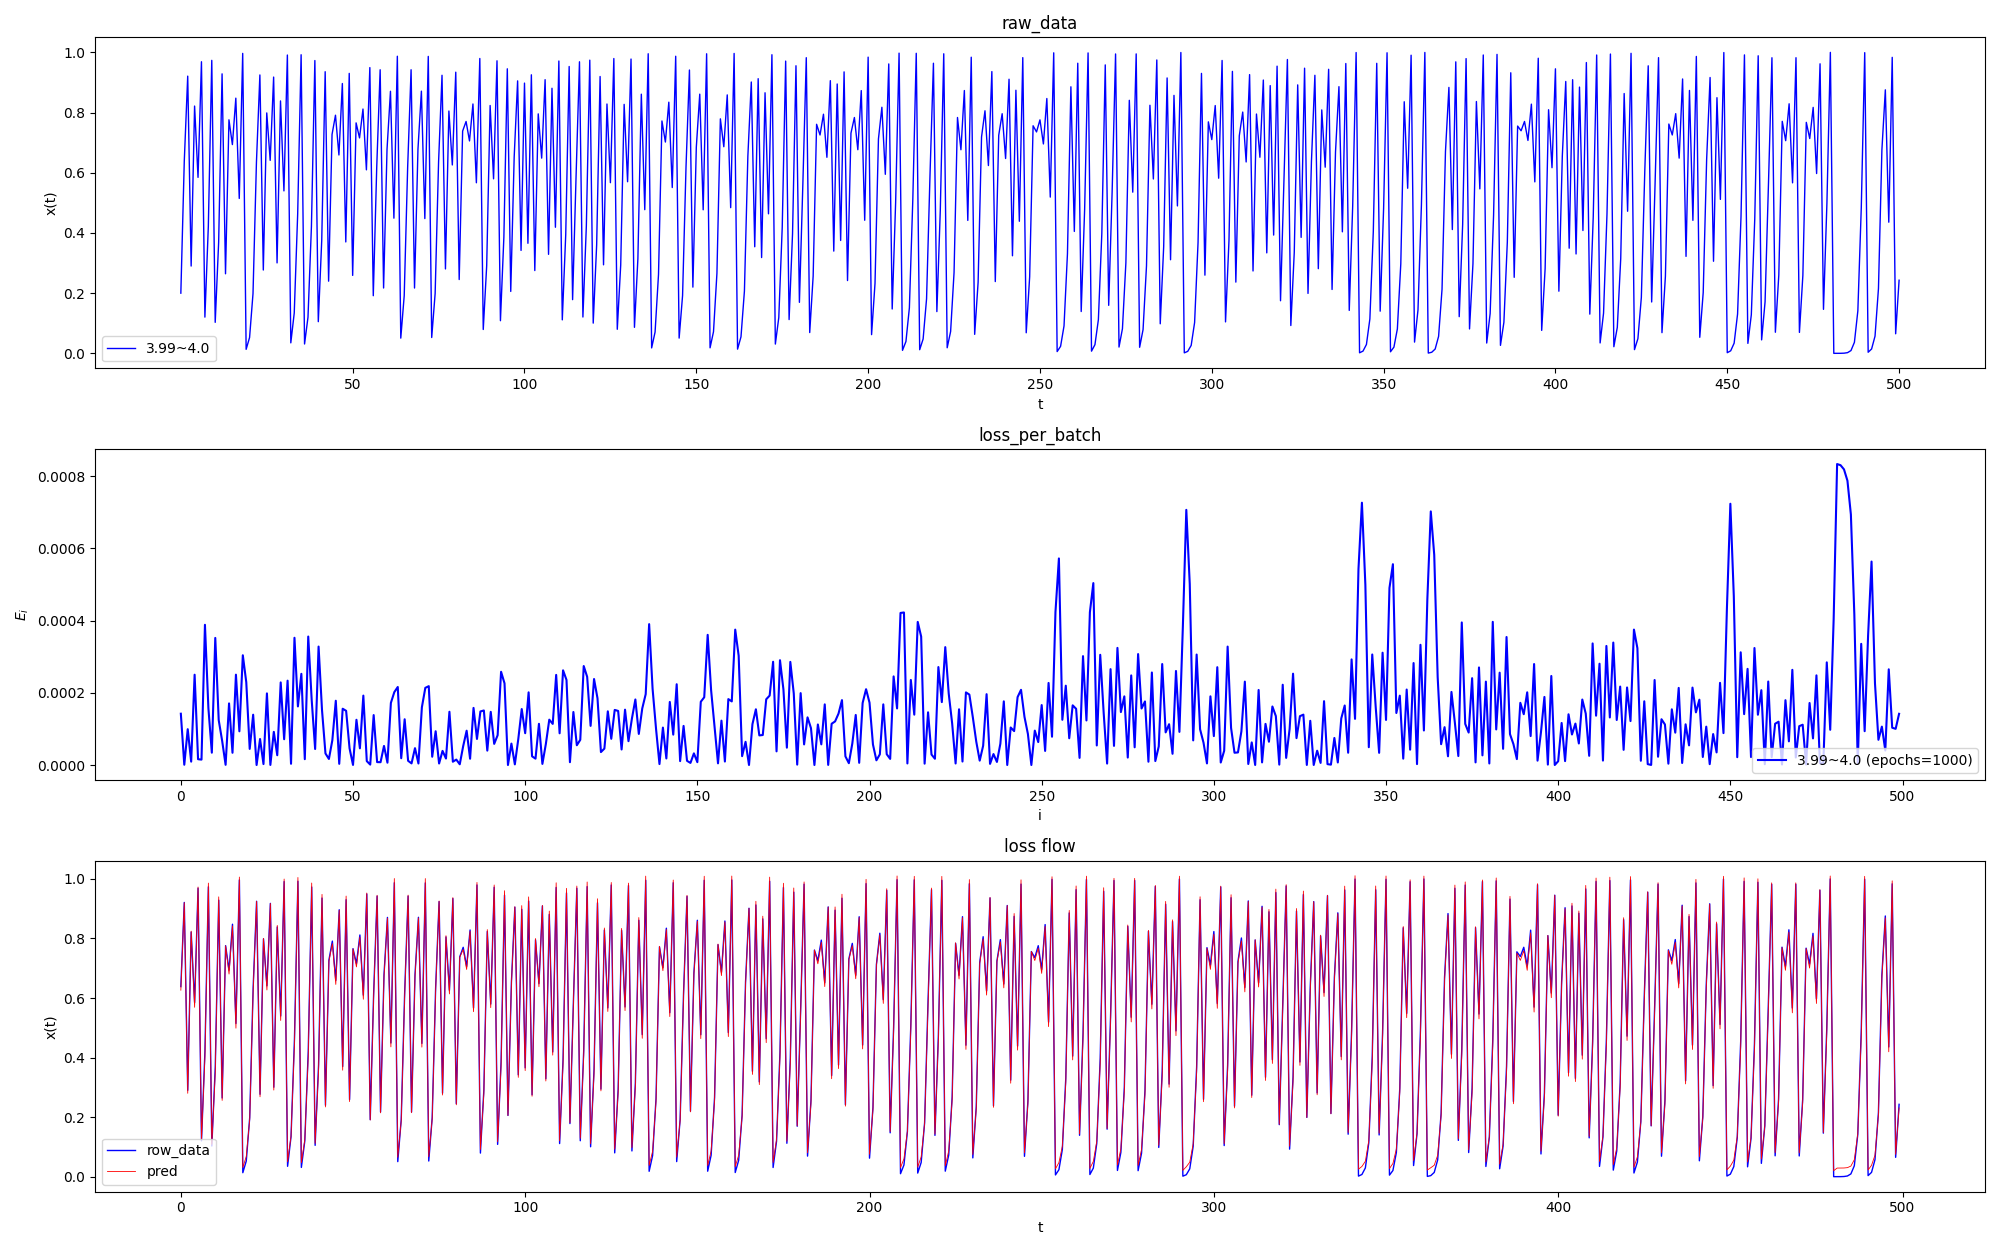 raw_data
x(t)
1.0
0.8
0.6
0.4
0.2
0.0
3.99~4.0
50 100 150 200 250 300 350 400 450 500
t
loss_per_batch
E_i
0.0008
0.0006
0.0004
0.0002
0.0000
3.99~4.0 (epochs=1000)
0 50 100 150 200 250 300 350 400 450 500
i
loss flow
x(t)
1.0
0.8
0.6
0.4
0.2
0.0
row_data
pred
0 100 200 300 400 500
t